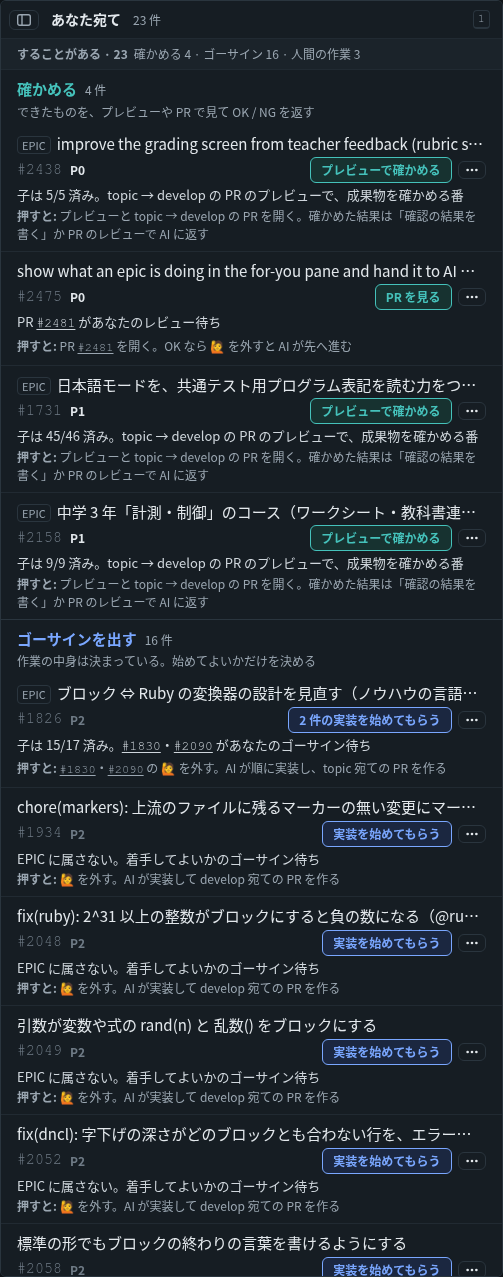 あなた宛て 23 件 1
することがある · 23 確かめる 4 · ゴーサイン 16 · 人間の作業 3
確かめる 4 件
できたものを、プレビューや PR で見て OK / NG を返す
EPIC improve the grading screen from teacher feedback (rubric s…
#2438 P0 プレビューで確かめる …
子は 5/5 済み。topic → develop の PR のプレビューで、成果物を確かめる番
押すと: プレビューと topic → develop の PR を開く。確かめた結果は「確認の結果を
書く」か PR のレビューで AI に返す
show what an epic is doing in the for-you pane and hand it to AI …
#2475 P0 PR を見る …
PR #2481 があなたのレビュー待ち
押すと: PR #2481 を開く。OK なら 🙋 を外すと AI が先へ進む
EPIC 日本語モードを、共通テスト用プログラム表記を読む力をつ…
#1731 P1 プレビューで確かめる …
子は 45/46 済み。topic → develop の PR のプレビューで、成果物を確かめる番
押すと: プレビューと topic → develop の PR を開く。確かめた結果は「確認の結果を
書く」か PR のレビューで AI に返す
EPIC 中学 3 年「計測・制御」のコース（ワークシート・教科書連…
#2158 P1 プレビューで確かめる …
子は 9/9 済み。topic → develop の PR のプレビューで、成果物を確かめる番
押すと: プレビューと topic → develop の PR を開く。確かめた結果は「確認の結果を
書く」か PR のレビューで AI に返す
ゴーサインを出す 16 件
作業の中身は決まっている。始めてよいかだけを決める
EPIC ブロック ⇔ Ruby の変換器の設計を見直す（ノウハウの言語…
#1826 P2 2 件の実装を始めてもらう …
子は 15/17 済み。#1830・#2090 があなたのゴーサイン待ち
押すと: #1830・#2090 の 🙋 を外す。AI が順に実装し、topic 宛ての PR を作る
chore(markers): 上流のファイルに残るマーカーの無い変更にマー…
#1934 P2 実装を始めてもらう …
EPIC に属さない。着手してよいかのゴーサイン待ち
押すと: 🙋 を外す。AI が実装して develop 宛ての PR を作る
fix(ruby): 2^31 以上の整数がブロックにすると負の数になる（@ru…
#2048 P2 実装を始めてもらう …
EPIC に属さない。着手してよいかのゴーサイン待ち
押すと: 🙋 を外す。AI が実装して develop 宛ての PR を作る
引数が変数や式の rand(n) と 乱数() をブロックにする
#2049 P2 実装を始めてもらう …
EPIC に属さない。着手してよいかのゴーサイン待ち
押すと: 🙋 を外す。AI が実装して develop 宛ての PR を作る
fix(dncl): 字下げの深さがどのブロックとも合わない行を、エラー…
#2052 P2 実装を始めてもらう …
EPIC に属さない。着手してよいかのゴーサイン待ち
押すと: 🙋 を外す。AI が実装して develop 宛ての PR を作る
標準の形でもブロックの終わりの言葉を書けるようにする
#2058 P2 実装を始めてもらう …